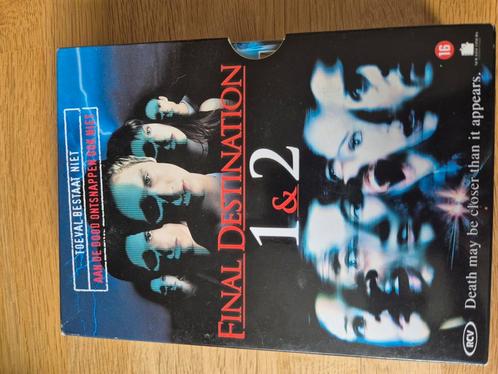 TOEVAL BESTAAT NIET
AAN DE DOOD ONTSNAPPEN OOK NIET
FINAL DESTINATION
1 & 2
Death may be closer than it appears.
RCV
16